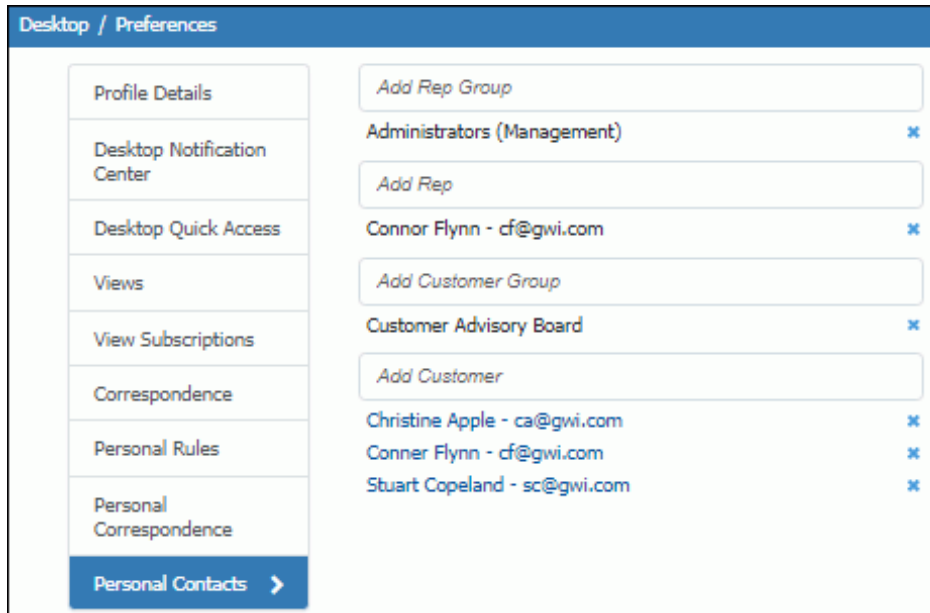 Desktop / Preferences
Profile Details
Desktop Notification
Center
Desktop Quick Access
Views
View Subscriptions
Correspondence
Personal Rules
Personal
Correspondence
Personal Contacts
Add Rep Group
Administrators (Management)
Add Rep
Connor Flynn - cf@gwi.com
Add Customer Group
Customer Advisory Board
Add Customer
Christine Apple - ca@gwi.com
Conner Flynn - cf@gwi.com
Stuart Copeland - sc@gwi.com